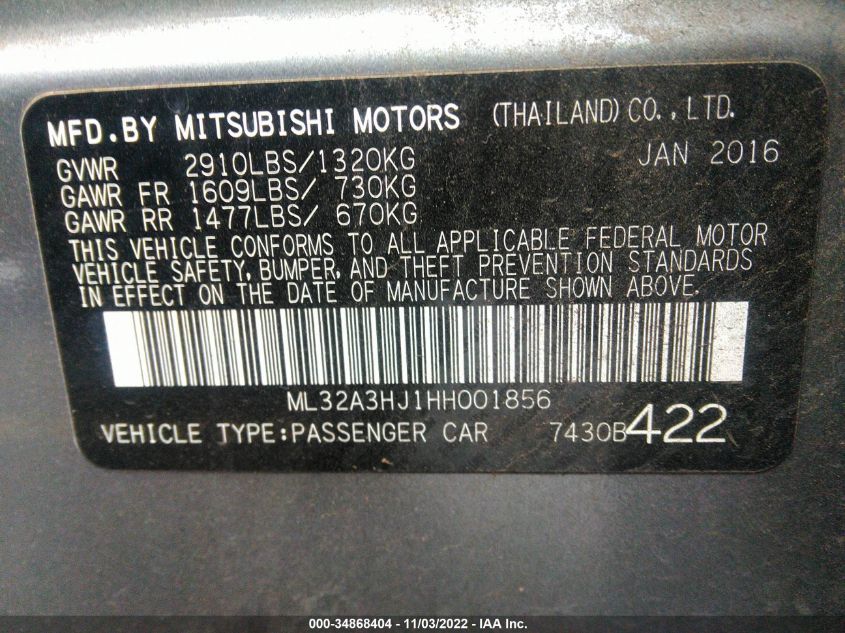 MFD.BY MITSUBISHI MOTORS (THAILAND) CO., LTD.
GVWR 2910LBS/1320KG JAN 2016
GAWR FR 1609LBS/ 730KG
GAWR RR 1477LBS/ 670KG
THIS VEHICLE CONFORMS TO ALL APPLICABLE FEDERAL MOTOR
VEHICLE SAFETY, BUMPER, AND THEFT PREVENTION STANDARDS
IN EFFECT ON THE DATE OF MANUFACTURE SHOWN ABOVE.
ML32A3HJ1HH001856
VEHICLE TYPE:PASSENGER CAR 7430B422
000-34868404 - 11/03/2022 - IAA Inc.